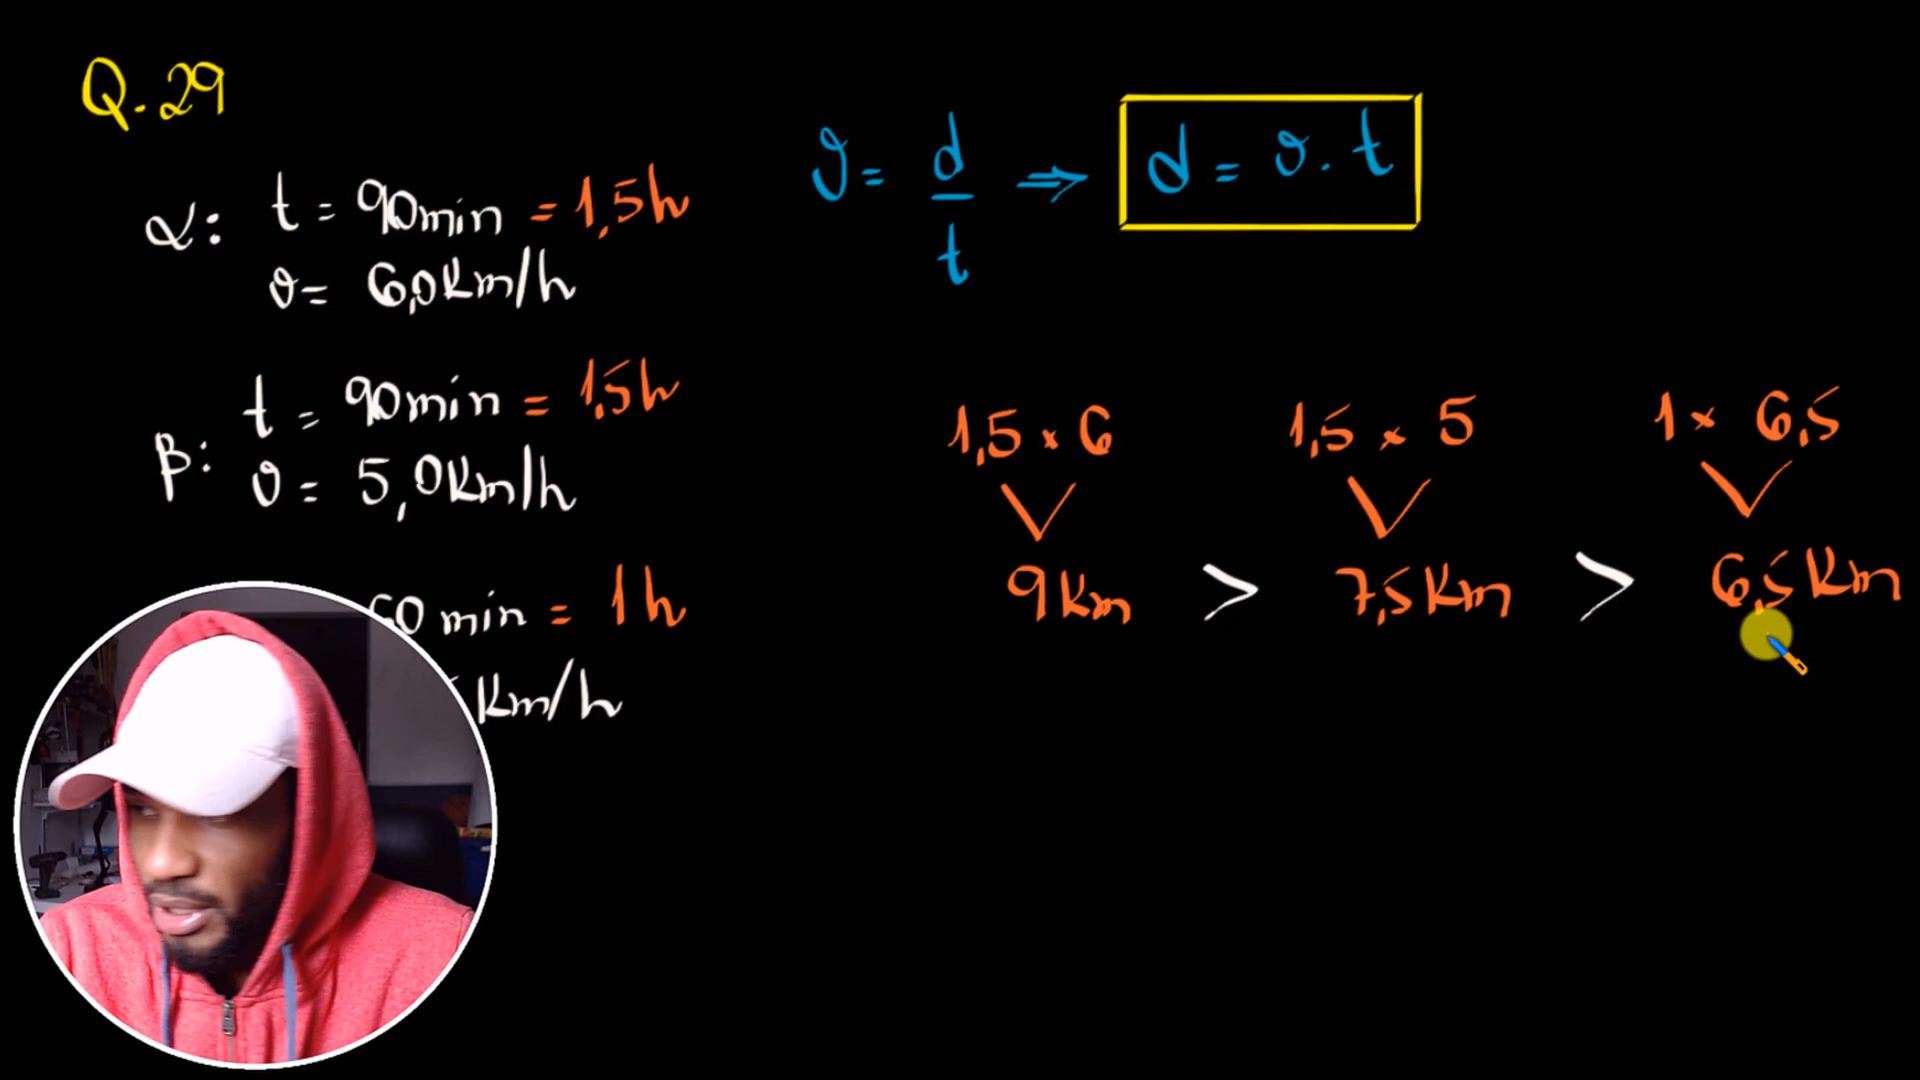 Q. 29
α: t = 90min = 1,5h
v = 6,0Km/h
β: t = 90min = 1,5h
v = 5,0Km/h
60 min = 1h
Km/h
v = d/t ⇒ d = v . t
1,5 × 6
1,5 × 5
1 × 6,5
9Km > 7,5Km > 6,5Km